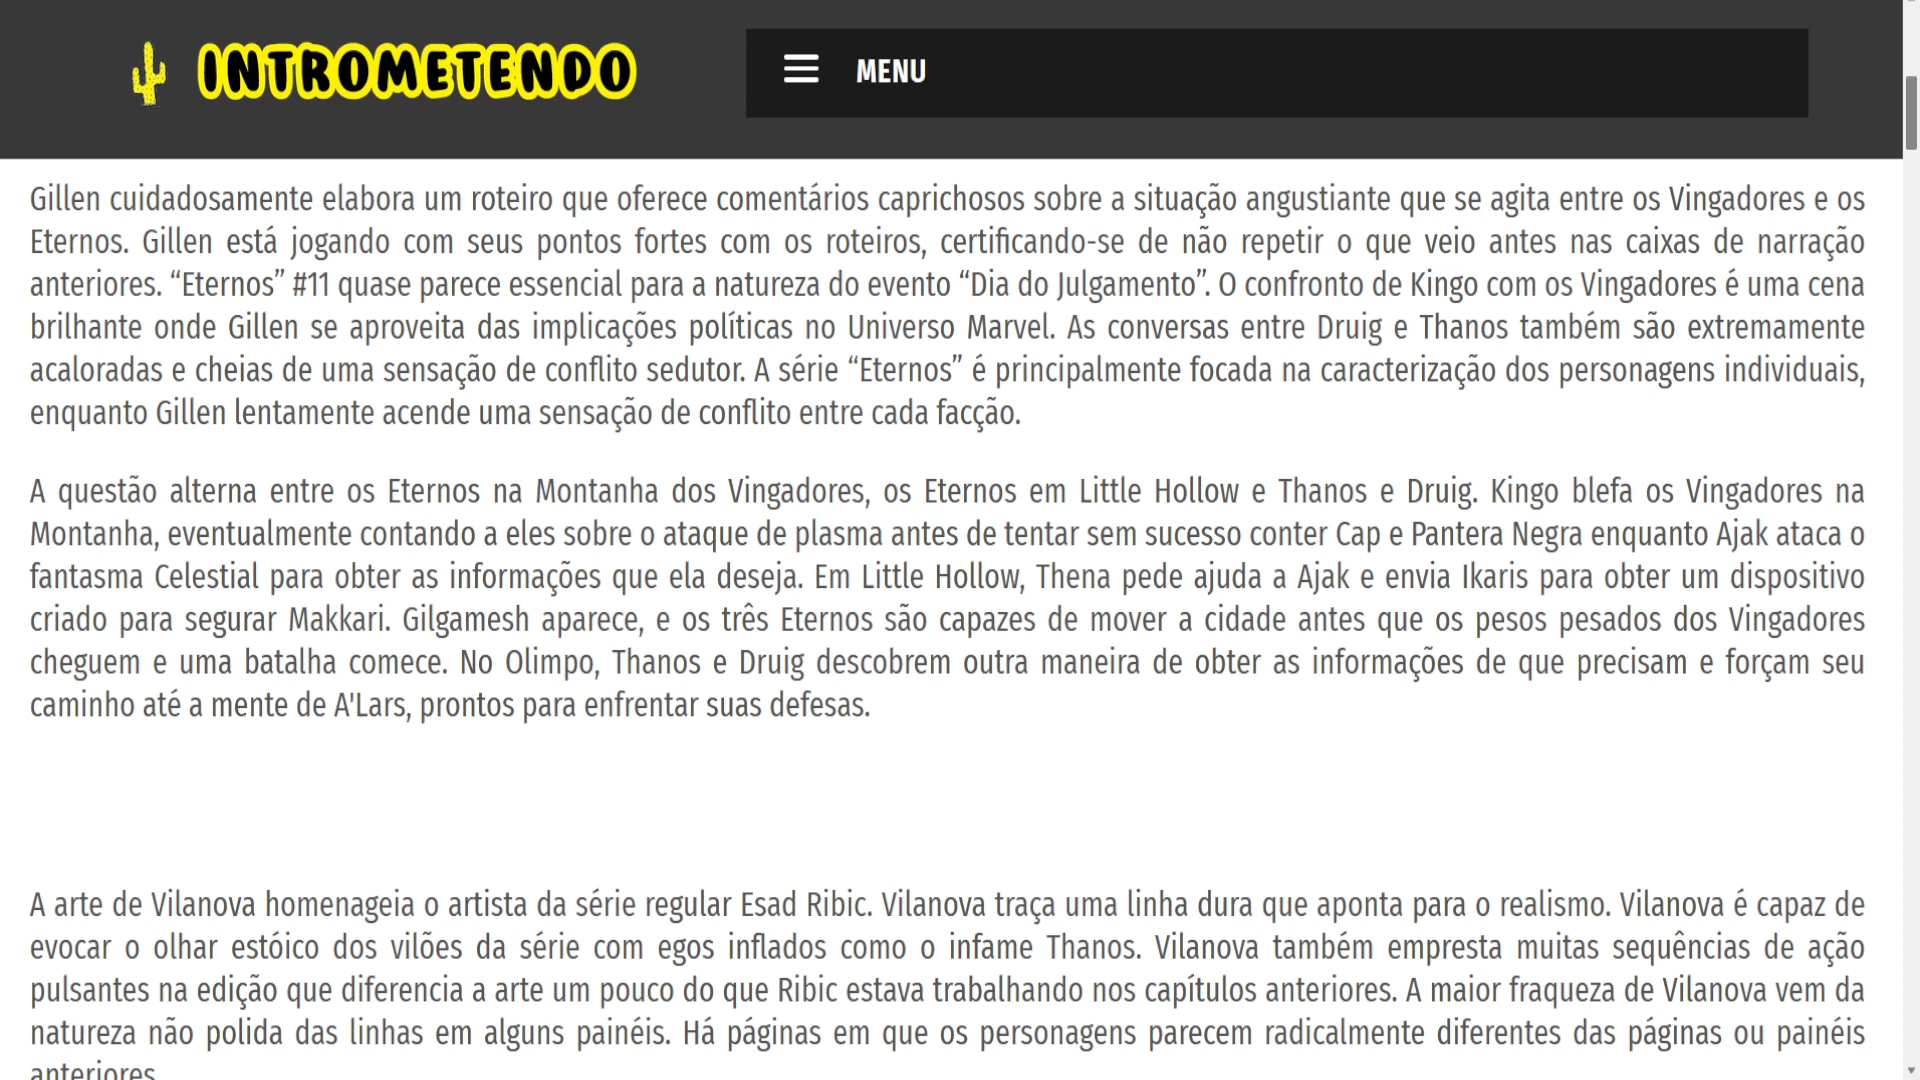 INTROMETENDO
MENU
Gillen cuidadosamente elabora um roteiro que oferece comentários caprichosos sobre a situação angustiante que se agita entre os Vingadores e os
Eternos. Gillen está jogando com seus pontos fortes com os roteiros, certificando-se de não repetir o que veio antes nas caixas de narração
anteriores. “Eternos” #11 quase parece essencial para a natureza do evento “Dia do Julgamento”. O confronto de Kingo com os Vingadores é uma cena
brilhante onde Gillen se aproveita das implicações políticas no Universo Marvel. As conversas entre Druig e Thanos também são extremamente
acaloradas e cheias de uma sensação de conflito sedutor. A série “Eternos” é principalmente focada na caracterização dos personagens individuais,
enquanto Gillen lentamente acende uma sensação de conflito entre cada facção.
A questão alterna entre os Eternos na Montanha dos Vingadores, os Eternos em Little Hollow e Thanos e Druig. Kingo blefa os Vingadores na
Montanha, eventualmente contando a eles sobre o ataque de plasma antes de tentar sem sucesso conter Cap e Pantera Negra enquanto Ajak ataca o
fantasma Celestial para obter as informações que ela deseja. Em Little Hollow, Thena pede ajuda a Ajak e envia Ikaris para obter um dispositivo
criado para segurar Makkari. Gilgamesh aparece, e os três Eternos são capazes de mover a cidade antes que os pesos pesados dos Vingadores
cheguem e uma batalha comece. No Olimpo, Thanos e Druig descobrem outra maneira de obter as informações de que precisam e forçam seu
caminho até a mente de A'Lars, prontos para enfrentar suas defesas.
A arte de Vilanova homenageia o artista da série regular Esad Ribic. Vilanova traça uma linha dura que aponta para o realismo. Vilanova é capaz de
evocar o olhar estóico dos vilões da série com egos inflados como o infame Thanos. Vilanova também empresta muitas sequências de ação
pulsantes na edição que diferencia a arte um pouco do que Ribic estava trabalhando nos capítulos anteriores. A maior fraqueza de Vilanova vem da
natureza não polida das linhas em alguns painéis. Há páginas em que os personagens parecem radicalmente diferentes das páginas ou painéis
anteriores.